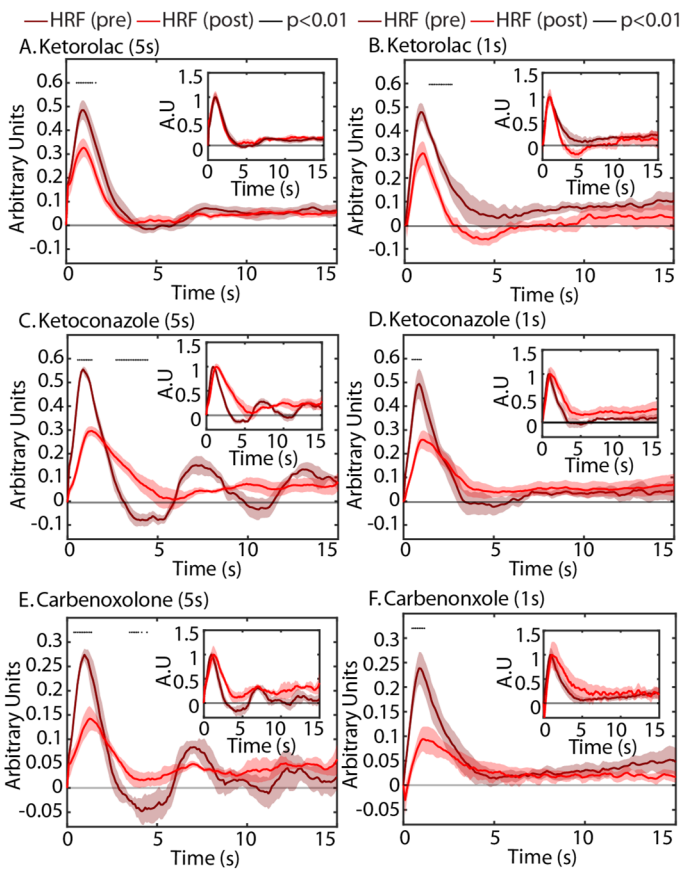 HRF (pre) HRF (post) p<0.01 HRF (pre) HRF (post) p<0.01
A. Ketorolac (5s)
0.6
0.5
0.4
0.3
0.2
0.1
0
-0.1
Arbitrary Units
0 5 10 15
Time (s)
1.5
1
0.5
0
A.U
0 5 10 15
Time (s)
B. Ketorolac (1s)
0.6
0.5
0.4
0.3
0.2
0.1
0
-0.1
Arbitrary Units
0 5 10 15
Time (s)
1.5
1
0.5
0
A.U
0 5 10 15
Time (s)
C. Ketoconazole (5s)
0.6
0.5
0.4
0.3
0.2
0.1
0
-0.1
Arbitrary Units
0 5 10 15
Time (s)
1.5
1
0.5
0
A.U
0 5 10 15
Time (s)
D. Ketoconazole (1s)
0.6
0.5
0.4
0.3
0.2
0.1
0
-0.1
Arbitrary Units
0 5 10 15
Time (s)
1.5
1
0.5
0
A.U
0 5 10 15
Time (s)
E. Carbenoxolone (5s)
0.3
0.25
0.2
0.15
0.1
0.05
0.00
-0.05
Arbitrary Units
0 5 10 15
Time (s)
1.5
1
0.5
0
A.U
0 5 10 15
Time (s)
F. Carbenonxole (1s)
0.3
0.25
0.2
0.15
0.1
0.05
0.00
-0.05
Arbitrary Units
0 5 10 15
Time (s)
1.5
1
0.5
0
A.U
0 5 10 15
Time (s)